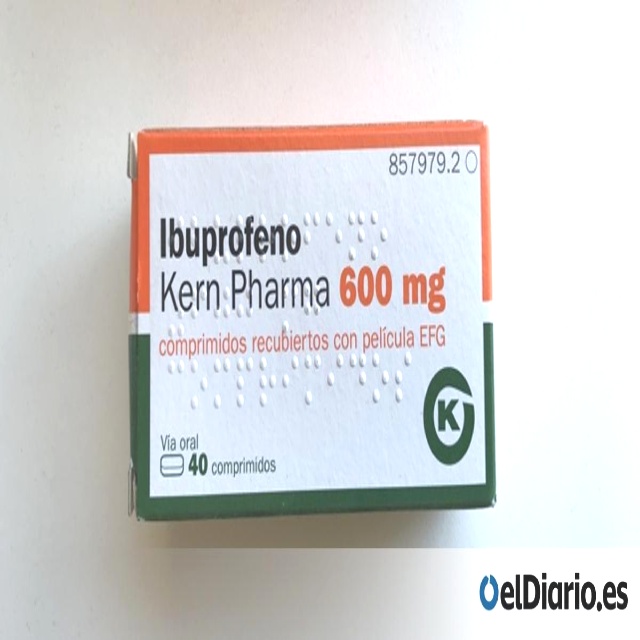 857979.2
Ibuprofeno
Kern Pharma 600 mg
comprimidos recubiertos con película EFG
K
Vía oral
40 comprimidos
elDiario.es